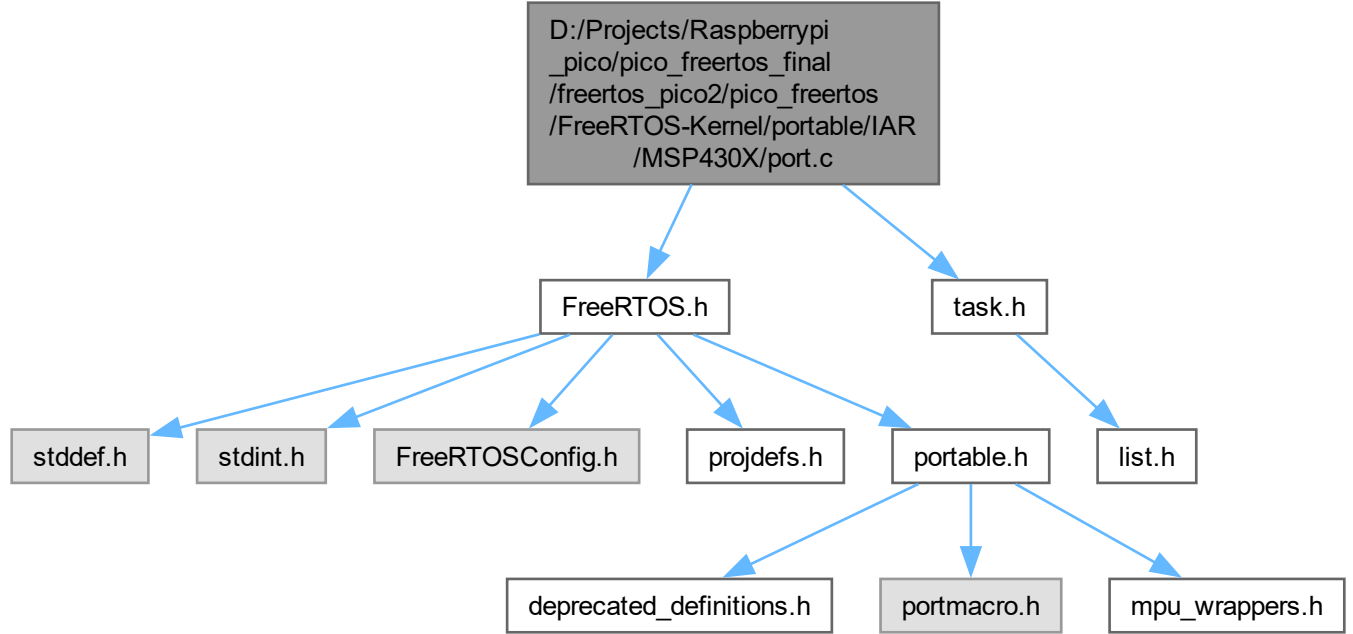 D:/Projects/Raspberrypi
_pico/pico_freertos_final
/freertos_pico2/pico_freertos
/FreeRTOS-Kernel/portable/IAR
/MSP430X/port.c
FreeRTOS.h
task.h
stddef.h
stdint.h
FreeRTOSConfig.h
projdefs.h
portable.h
list.h
deprecated_definitions.h
portmacro.h
mpu_wrappers.h